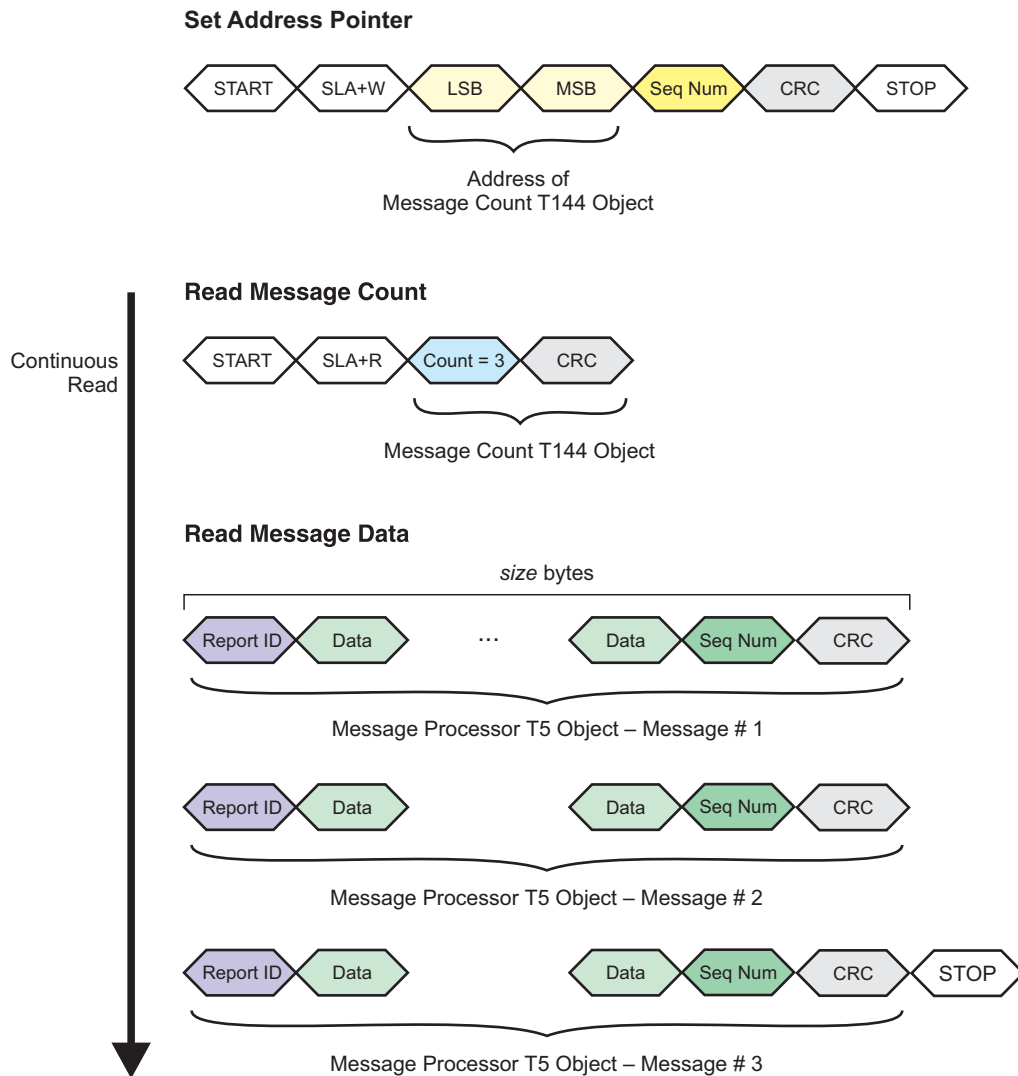 Set Address Pointer
START SLA+W LSB MSB Seq Num CRC STOP
Address of
Message Count T144 Object
Read Message Count
Continuous
Read
START SLA+R Count = 3 CRC
Message Count T144 Object
Read Message Data
size bytes
Report ID Data ... Data Seq Num CRC
Message Processor T5 Object – Message # 1
Report ID Data Data Seq Num CRC
Message Processor T5 Object – Message # 2
Report ID Data Data Seq Num CRC STOP
Message Processor T5 Object – Message # 3